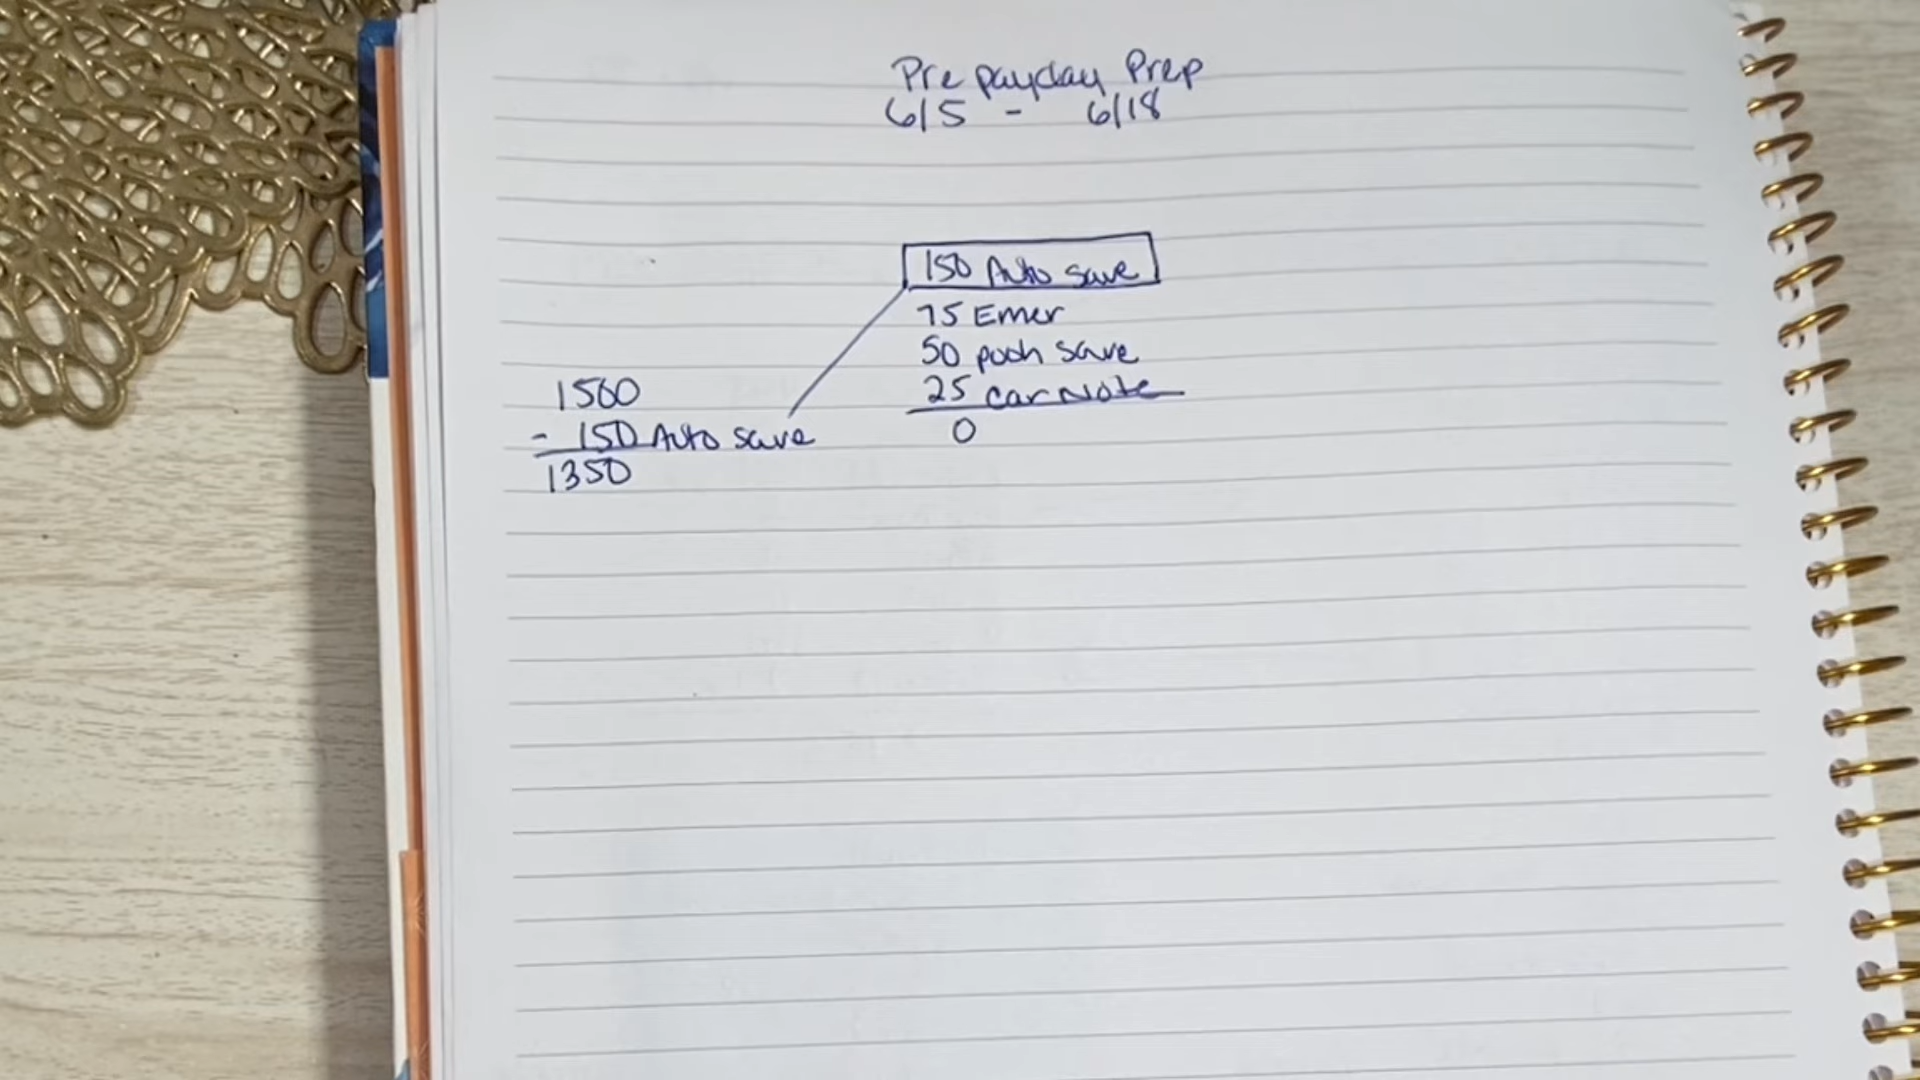 Pre payday Prep
6/5 - 6/18
150 Auto save
75 Emer
50 pooh save
25 car Note
0
1500
- 150 Auto save
1350